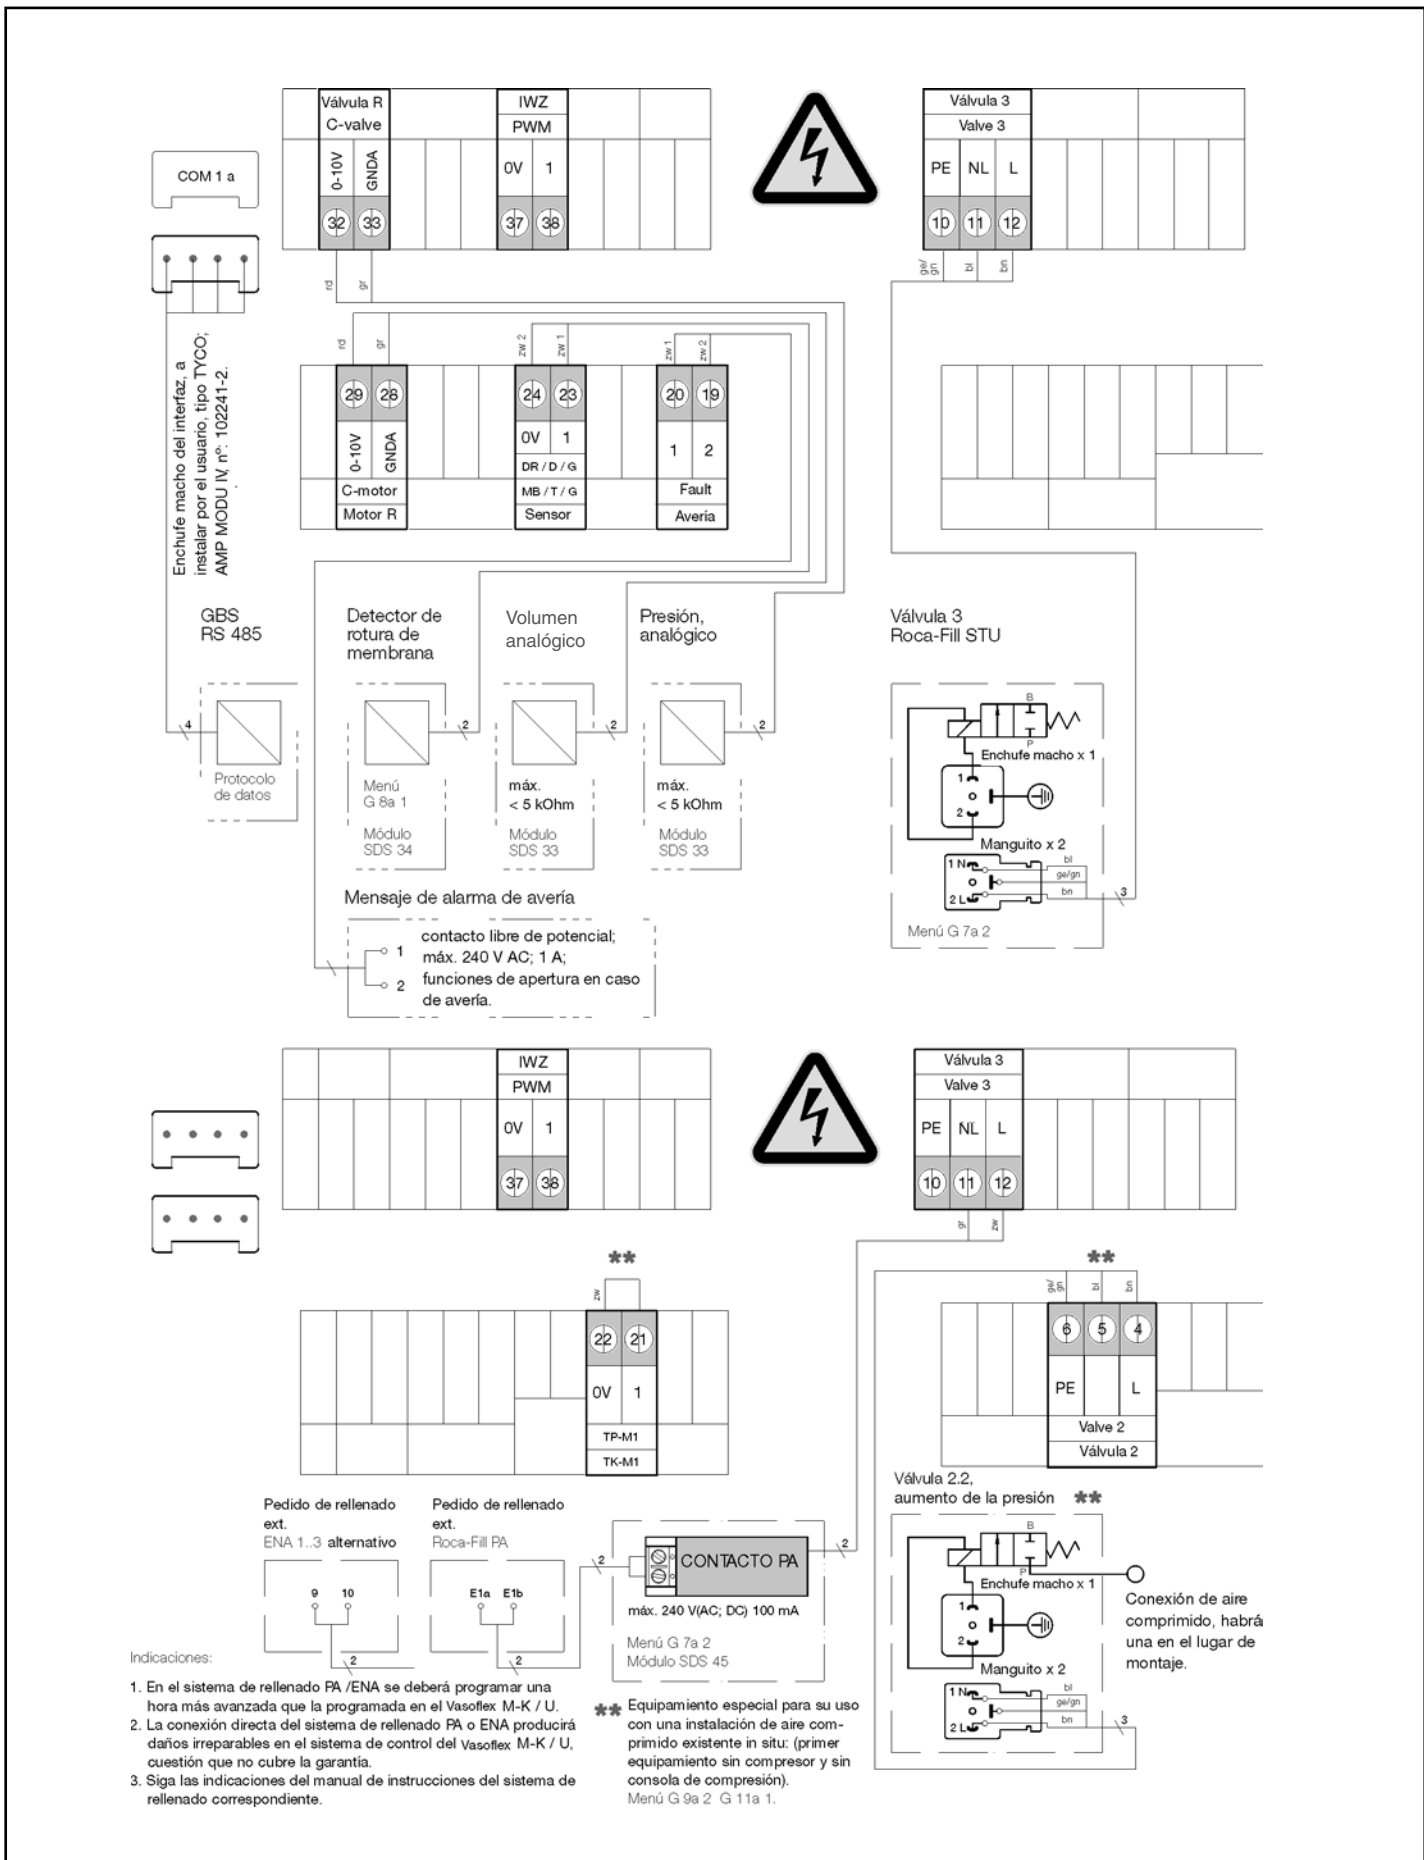 Válvula R
C-valve
0-10V
GNDA
32
33
IWZ
PWM
0V
1
37
38
Válvula 3
Valve 3
PE
NL
L
10
11
12
COM 1 a
rd
gr
ge/
gn
bl
bn
Enchufe macho del interfaz, a
instalar por el usuario, tipo TYCO;
AMP MODU IV, nº: 102241-2.
rd
gr
zw 2
zw 1
zw 1
zw 2
29
28
24
23
20
19
0-10V
GNDA
0V
1
1
2
DR / D / G
C-motor
MB / T / G
Fault
Motor R
Sensor
Avería
GBS
RS 485
Detector de
rotura de
membrana
Volumen
analógico
Presión,
analógico
Válvula 3
Roca-Fill STU
4
2
2
2
Protocolo
de datos
Menú
G 8a 1
Módulo
SDS 34
máx.
< 5 kOhm
Módulo
SDS 33
máx.
< 5 kOhm
Módulo
SDS 33
B
P
Enchufe macho x 1
1
2
Manguito x 2
1 N
2 L
bl
ge/gn
bn
3
Menú G 7a 2
Mensaje de alarma de avería
1
2
contacto libre de potencial;
máx. 240 V AC; 1 A;
funciones de apertura en caso
de avería.
IWZ
PWM
0V
1
37
38
Válvula 3
Valve 3
PE
NL
L
10
11
12
gr
zw
**
zw
22
21
0V
1
TP-M1
TK-M1
**
ge/
gn
bl
bn
6
5
4
PE
L
Valve 2
Válvula 2
Válvula 2.2,
aumento de la presión **
Pedido de rellenado
ext.
ENA 1..3 alternativo
9
10
2
Pedido de rellenado
ext.
Roca-Fill PA
E1a
E1b
2
2
CONTACTO PA
2
máx. 240 V(AC; DC) 100 mA
Menú G 7a 2
Módulo SDS 45
B
P
Enchufe macho x 1
1
2
Manguito x 2
1 N
2 L
bl
ge/gn
bn
3
Conexión de aire
comprimido, habrá
una en el lugar de
montaje.
Indicaciones:
1. En el sistema de rellenado PA /ENA se deberá programar una
hora más avanzada que la programada en el Vasoflex M-K / U.
2. La conexión directa del sistema de rellenado PA o ENA producirá
daños irreparables en el sistema de control del Vasoflex M-K / U,
cuestión que no cubre la garantía.
3. Siga las indicaciones del manual de instrucciones del sistema de
rellenado correspondiente.
** Equipamiento especial para su uso
con una instalación de aire com-
primido existente in situ: (primer
equipamiento sin compresor y sin
consola de compresión).
Menú G 9a 2 G 11a 1.